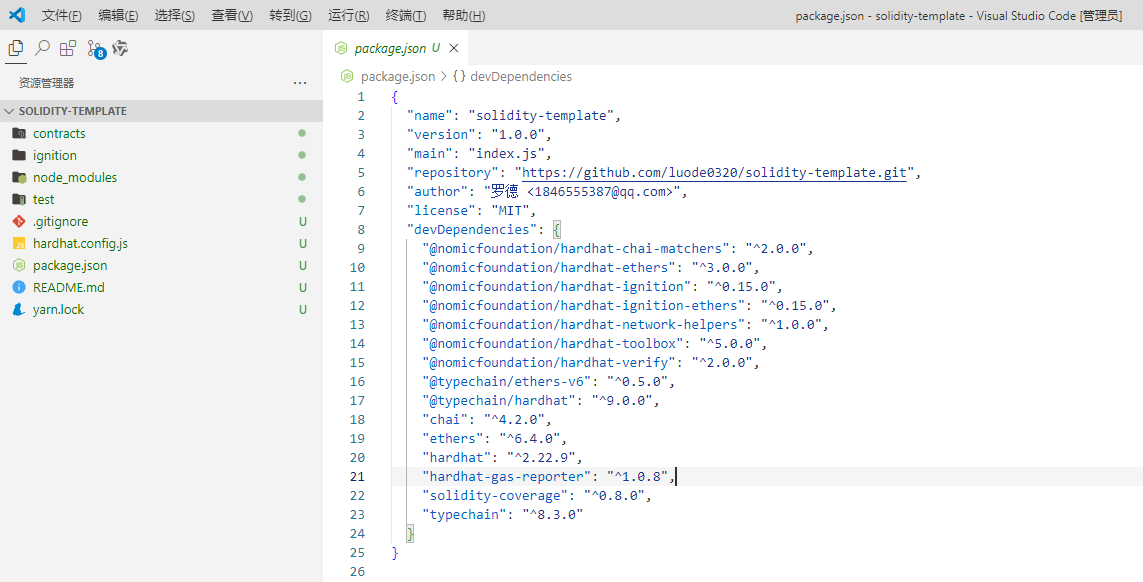 文件(F) 编辑(E) 选择(S) 查看(V) 转到(G) 运行(R) 终端(T) 帮助(H) package.json - solidity-template - Visual Studio Code [管理员]
8
资源管理器 ···
SOLIDITY-TEMPLATE
contracts
ignition
node_modules
test
.gitignore U
hardhat.config.js U
package.json U
README.md U
yarn.lock U
package.json U
package.json > {} devDependencies
1 {
2 "name": "solidity-template",
3 "version": "1.0.0",
4 "main": "index.js",
5 "repository": "https://github.com/luode0320/solidity-template.git",
6 "author": "罗德 <1846555387@qq.com>",
7 "license": "MIT",
8 "devDependencies": {
9 "@nomicfoundation/hardhat-chai-matchers": "^2.0.0",
10 "@nomicfoundation/hardhat-ethers": "^3.0.0",
11 "@nomicfoundation/hardhat-ignition": "^0.15.0",
12 "@nomicfoundation/hardhat-ignition-ethers": "^0.15.0",
13 "@nomicfoundation/hardhat-network-helpers": "^1.0.0",
14 "@nomicfoundation/hardhat-toolbox": "^5.0.0",
15 "@nomicfoundation/hardhat-verify": "^2.0.0",
16 "@typechain/ethers-v6": "^0.5.0",
17 "@typechain/hardhat": "^9.0.0",
18 "chai": "^4.2.0",
19 "ethers": "^6.4.0",
20 "hardhat": "^2.22.9",
21 "hardhat-gas-reporter": "^1.0.8",
22 "solidity-coverage": "^0.8.0",
23 "typechain": "^8.3.0"
24 }
25 }
26